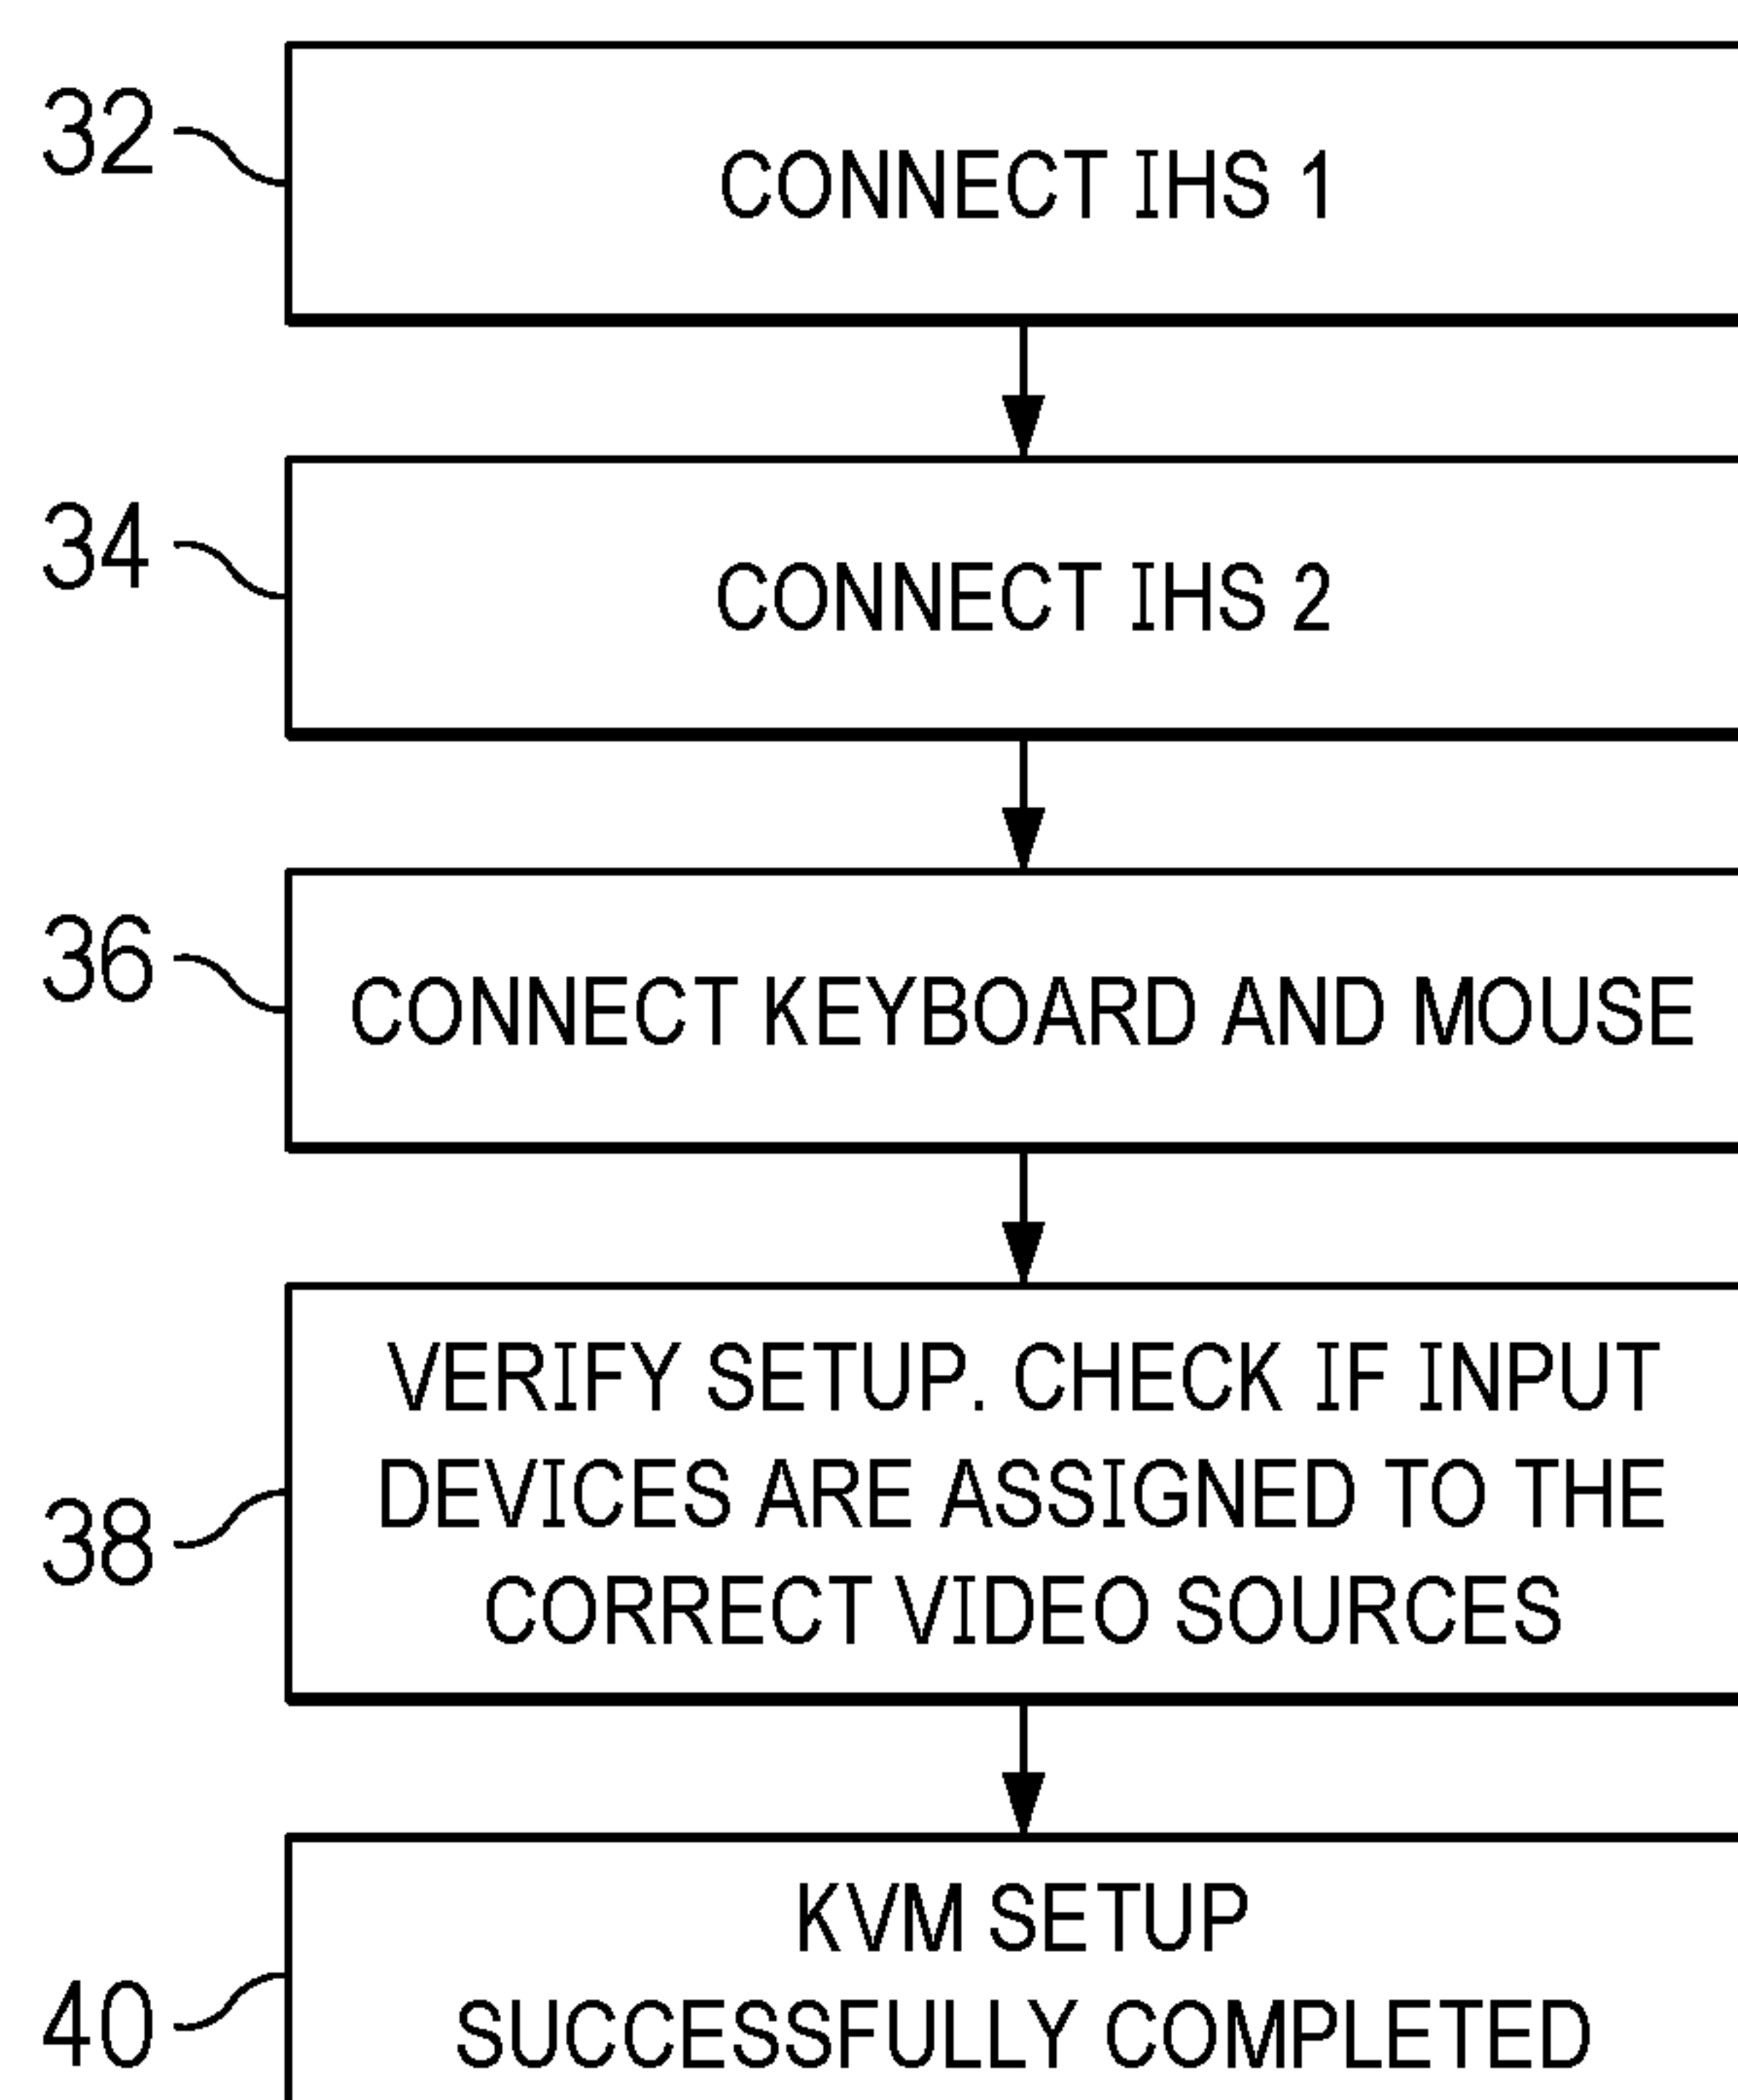 32
CONNECT IHS 1
34
CONNECT IHS 2
36
CONNECT KEYBOARD AND MOUSE
VERIFY SETUP. CHECK IF INPUT
DEVICES ARE ASSIGNED TO THE
38
CORRECT VIDEO SOURCES
KVM SETUP
40
SUCCESSFULLY COMPLETED